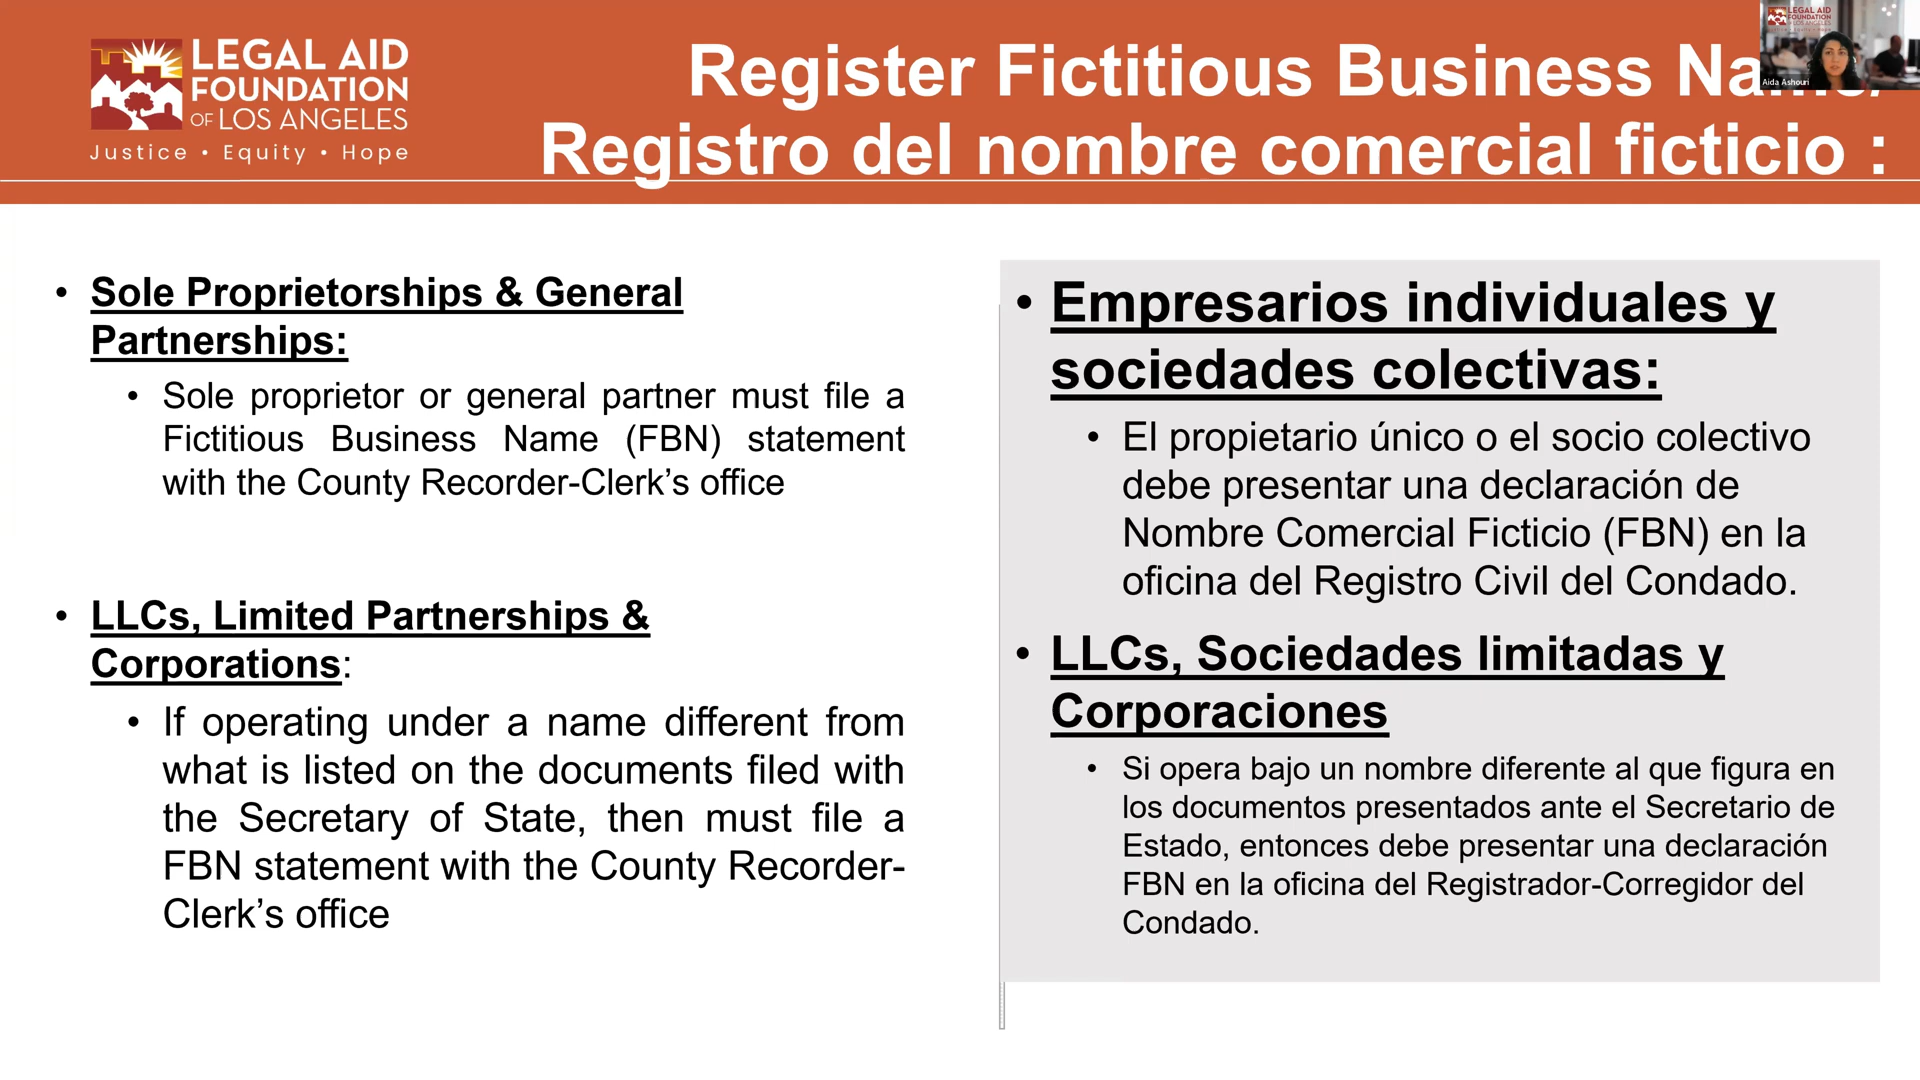 LEGAL AID
FOUNDATION
OF LOS ANGELES
Justice • Equity • Hope
Register Fictitious Business
Registro del nombre comercial ficticio :
LEGAL AID
FOUNDATION
OF LOS ANGELES
Aida Ashouri
• Sole Proprietorships & General
Partnerships:
• Sole proprietor or general partner must file a
Fictitious Business Name (FBN) statement
with the County Recorder-Clerk’s office
• LLCs, Limited Partnerships &
Corporations:
• If operating under a name different from
what is listed on the documents filed with
the Secretary of State, then must file a
FBN statement with the County Recorder-
Clerk’s office
• Empresarios individuales y
sociedades colectivas:
• El propietario único o el socio colectivo
debe presentar una declaración de
Nombre Comercial Ficticio (FBN) en la
oficina del Registro Civil del Condado.
• LLCs, Sociedades limitadas y
Corporaciones
• Si opera bajo un nombre diferente al que figura en
los documentos presentados ante el Secretario de
Estado, entonces debe presentar una declaración
FBN en la oficina del Registrador-Corregidor del
Condado.